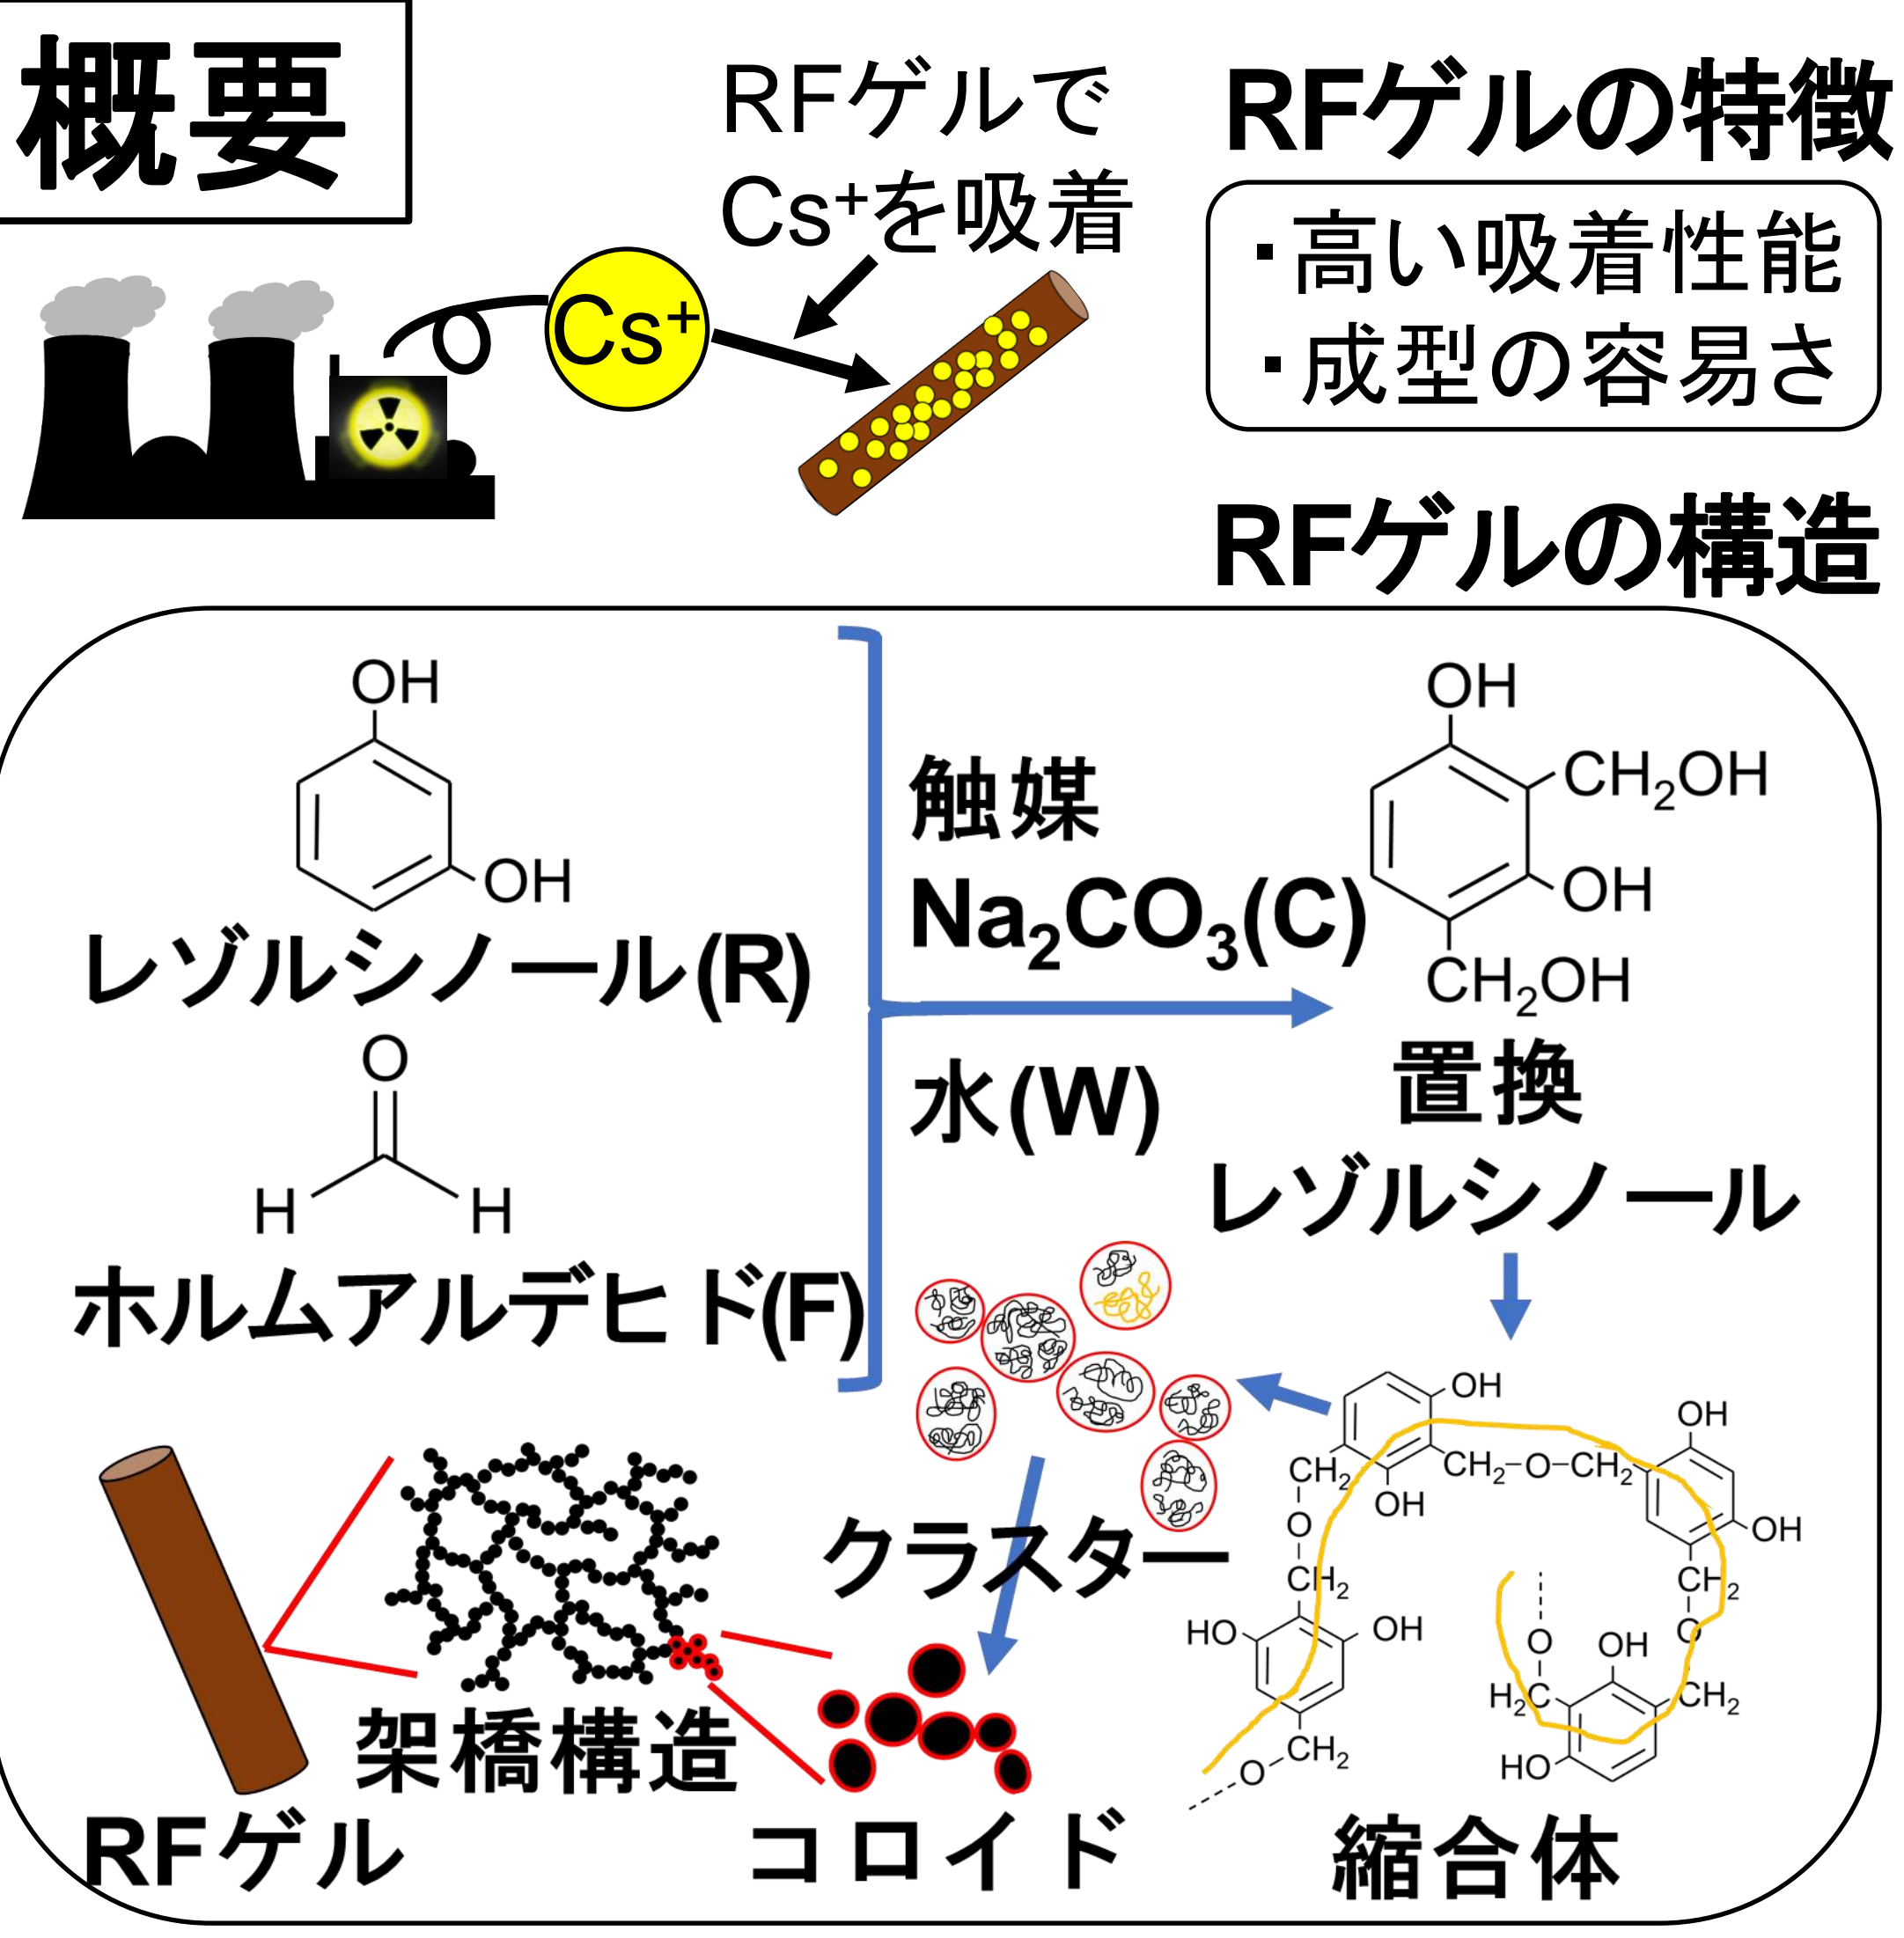 概要
RFゲルで
Cs⁺を吸着
Cs⁺
RFゲルの特徴
・高い吸着性能
・成型の容易さ
RFゲルの構造
OH
OH
レゾルシノール(R)
O
H H
ホルムアルデヒド(F)
触媒
Na₂CO₃(C)
水(W)
OH
CH₂OH
OH
CH₂OH
置換
レゾルシノール
OH
CH₂
OH
CH₂-O-CH₂
OH
OH
O
CH₂
HO
OH
CH₂
O
CH₂
O
CH₂
O
OH
H₂C
HO
縮合体
クラスター
コロイド
架橋構造
RFゲル